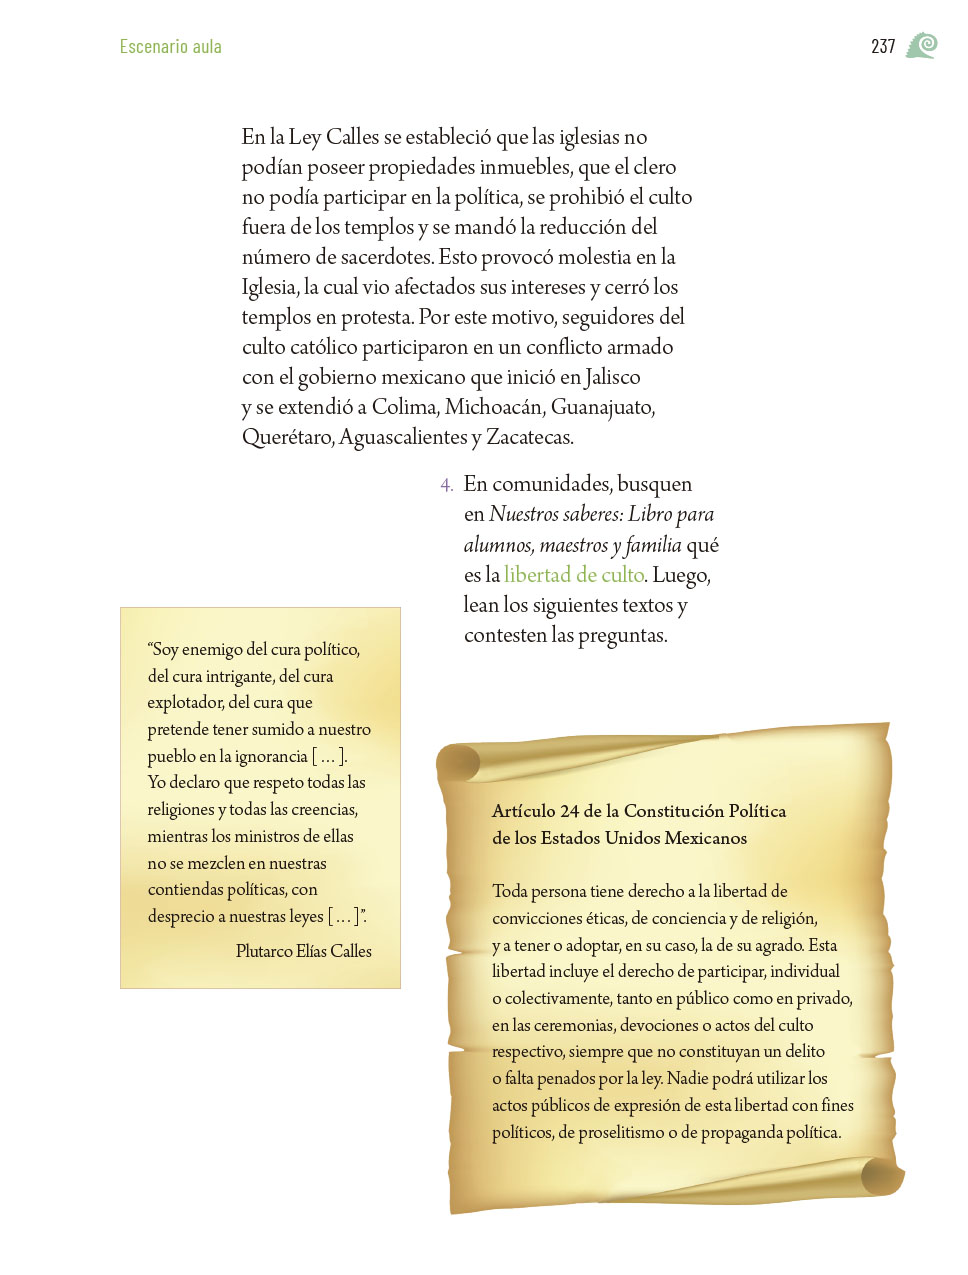 Escenario aula
237
En la Ley Calles se estableció que las iglesias no
podían poseer propiedades inmuebles, que el clero
no podía participar en la política, se prohibió el culto
fuera de los templos y se mandó la reducción del
número de sacerdotes. Esto provocó molestia en la
Iglesia, la cual vio afectados sus intereses y cerró los
templos en protesta. Por este motivo, seguidores del
culto católico participaron en un conflicto armado
con el gobierno mexicano que inició en Jalisco
y se extendió a Colima, Michoacán, Guanajuato,
Querétaro, Aguascalientes y Zacatecas.
4. En comunidades, busquen
en Nuestros saberes: Libro para
alumnos, maestros y familia qué
es la libertad de culto. Luego,
lean los siguientes textos y
contesten las preguntas.
“Soy enemigo del cura político,
del cura intrigante, del cura
explotador, del cura que
pretende tener sumido a nuestro
pueblo en la ignorancia [ … ].
Yo declaro que respeto todas las
religiones y todas las creencias,
mientras los ministros de ellas
no se mezclen en nuestras
contiendas políticas, con
desprecio a nuestras leyes [ … ]”.
Plutarco Elías Calles
Artículo 24 de la Constitución Política
de los Estados Unidos Mexicanos
Toda persona tiene derecho a la libertad de
convicciones éticas, de conciencia y de religión,
y a tener o adoptar, en su caso, la de su agrado. Esta
libertad incluye el derecho de participar, individual
o colectivamente, tanto en público como en privado,
en las ceremonias, devociones o actos del culto
respectivo, siempre que no constituyan un delito
o falta penados por la ley. Nadie podrá utilizar los
actos públicos de expresión de esta libertad con fines
políticos, de proselitismo o de propaganda política.